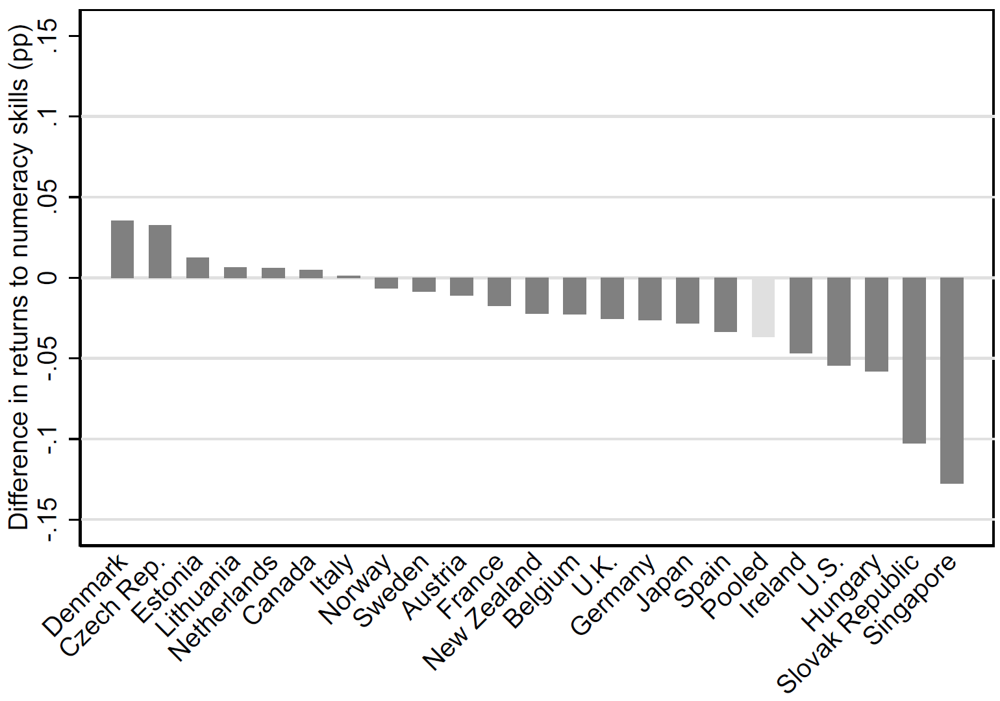 Difference in returns to numeracy skills (pp)
.15
.1
.05
0
-.05
-.1
-.15
Denmark
Czech Rep.
Estonia
Lithuania
Netherlands
Canada
Italy
Norway
Sweden
Austria
France
New Zealand
Belgium
U.K.
Germany
Japan
Spain
Pooled
Ireland
U.S.
Hungary
Slovak Republic
Singapore